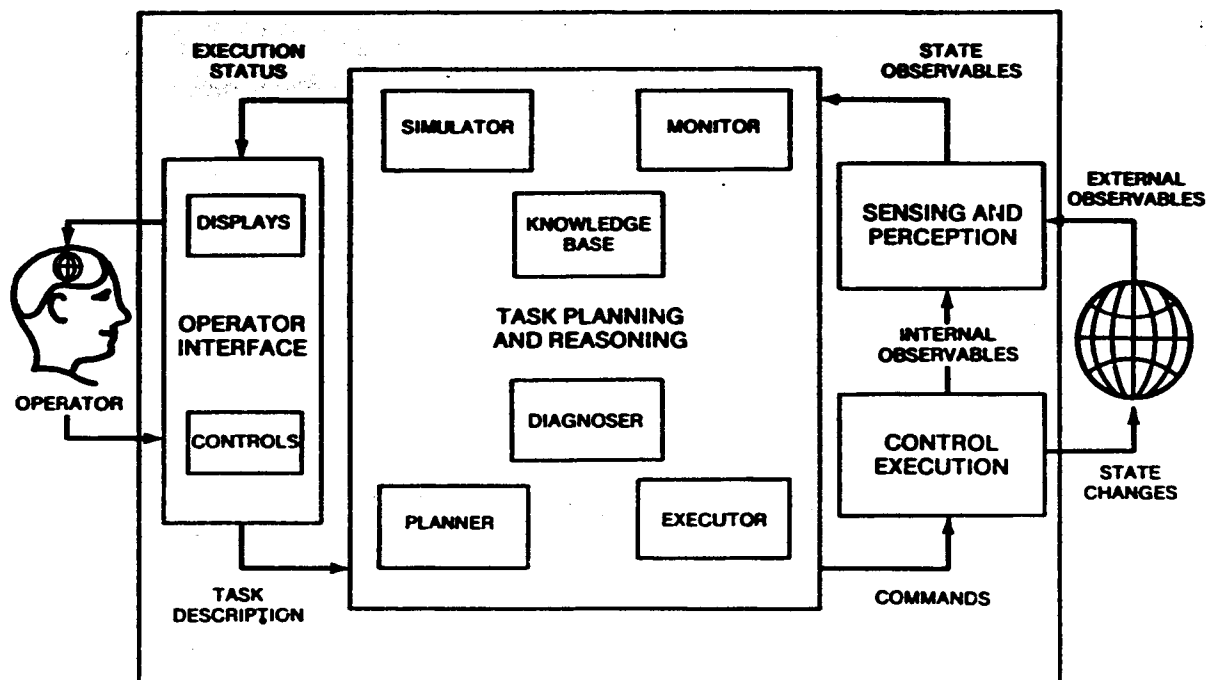 EXECUTION
STATUS
STATE
OBSERVABLES
SIMULATOR
MONITOR
EXTERNAL
OBSERVABLES
DISPLAYS
KNOWLEDGE
BASE
SENSING AND
PERCEPTION
OPERATOR
INTERFACE
TASK PLANNING
AND REASONING
INTERNAL
OBSERVABLES
OPERATOR
CONTROLS
DIAGNOSER
CONTROL
EXECUTION
STATE
CHANGES
PLANNER
EXECUTOR
TASK
DESCRIPTION
COMMANDS